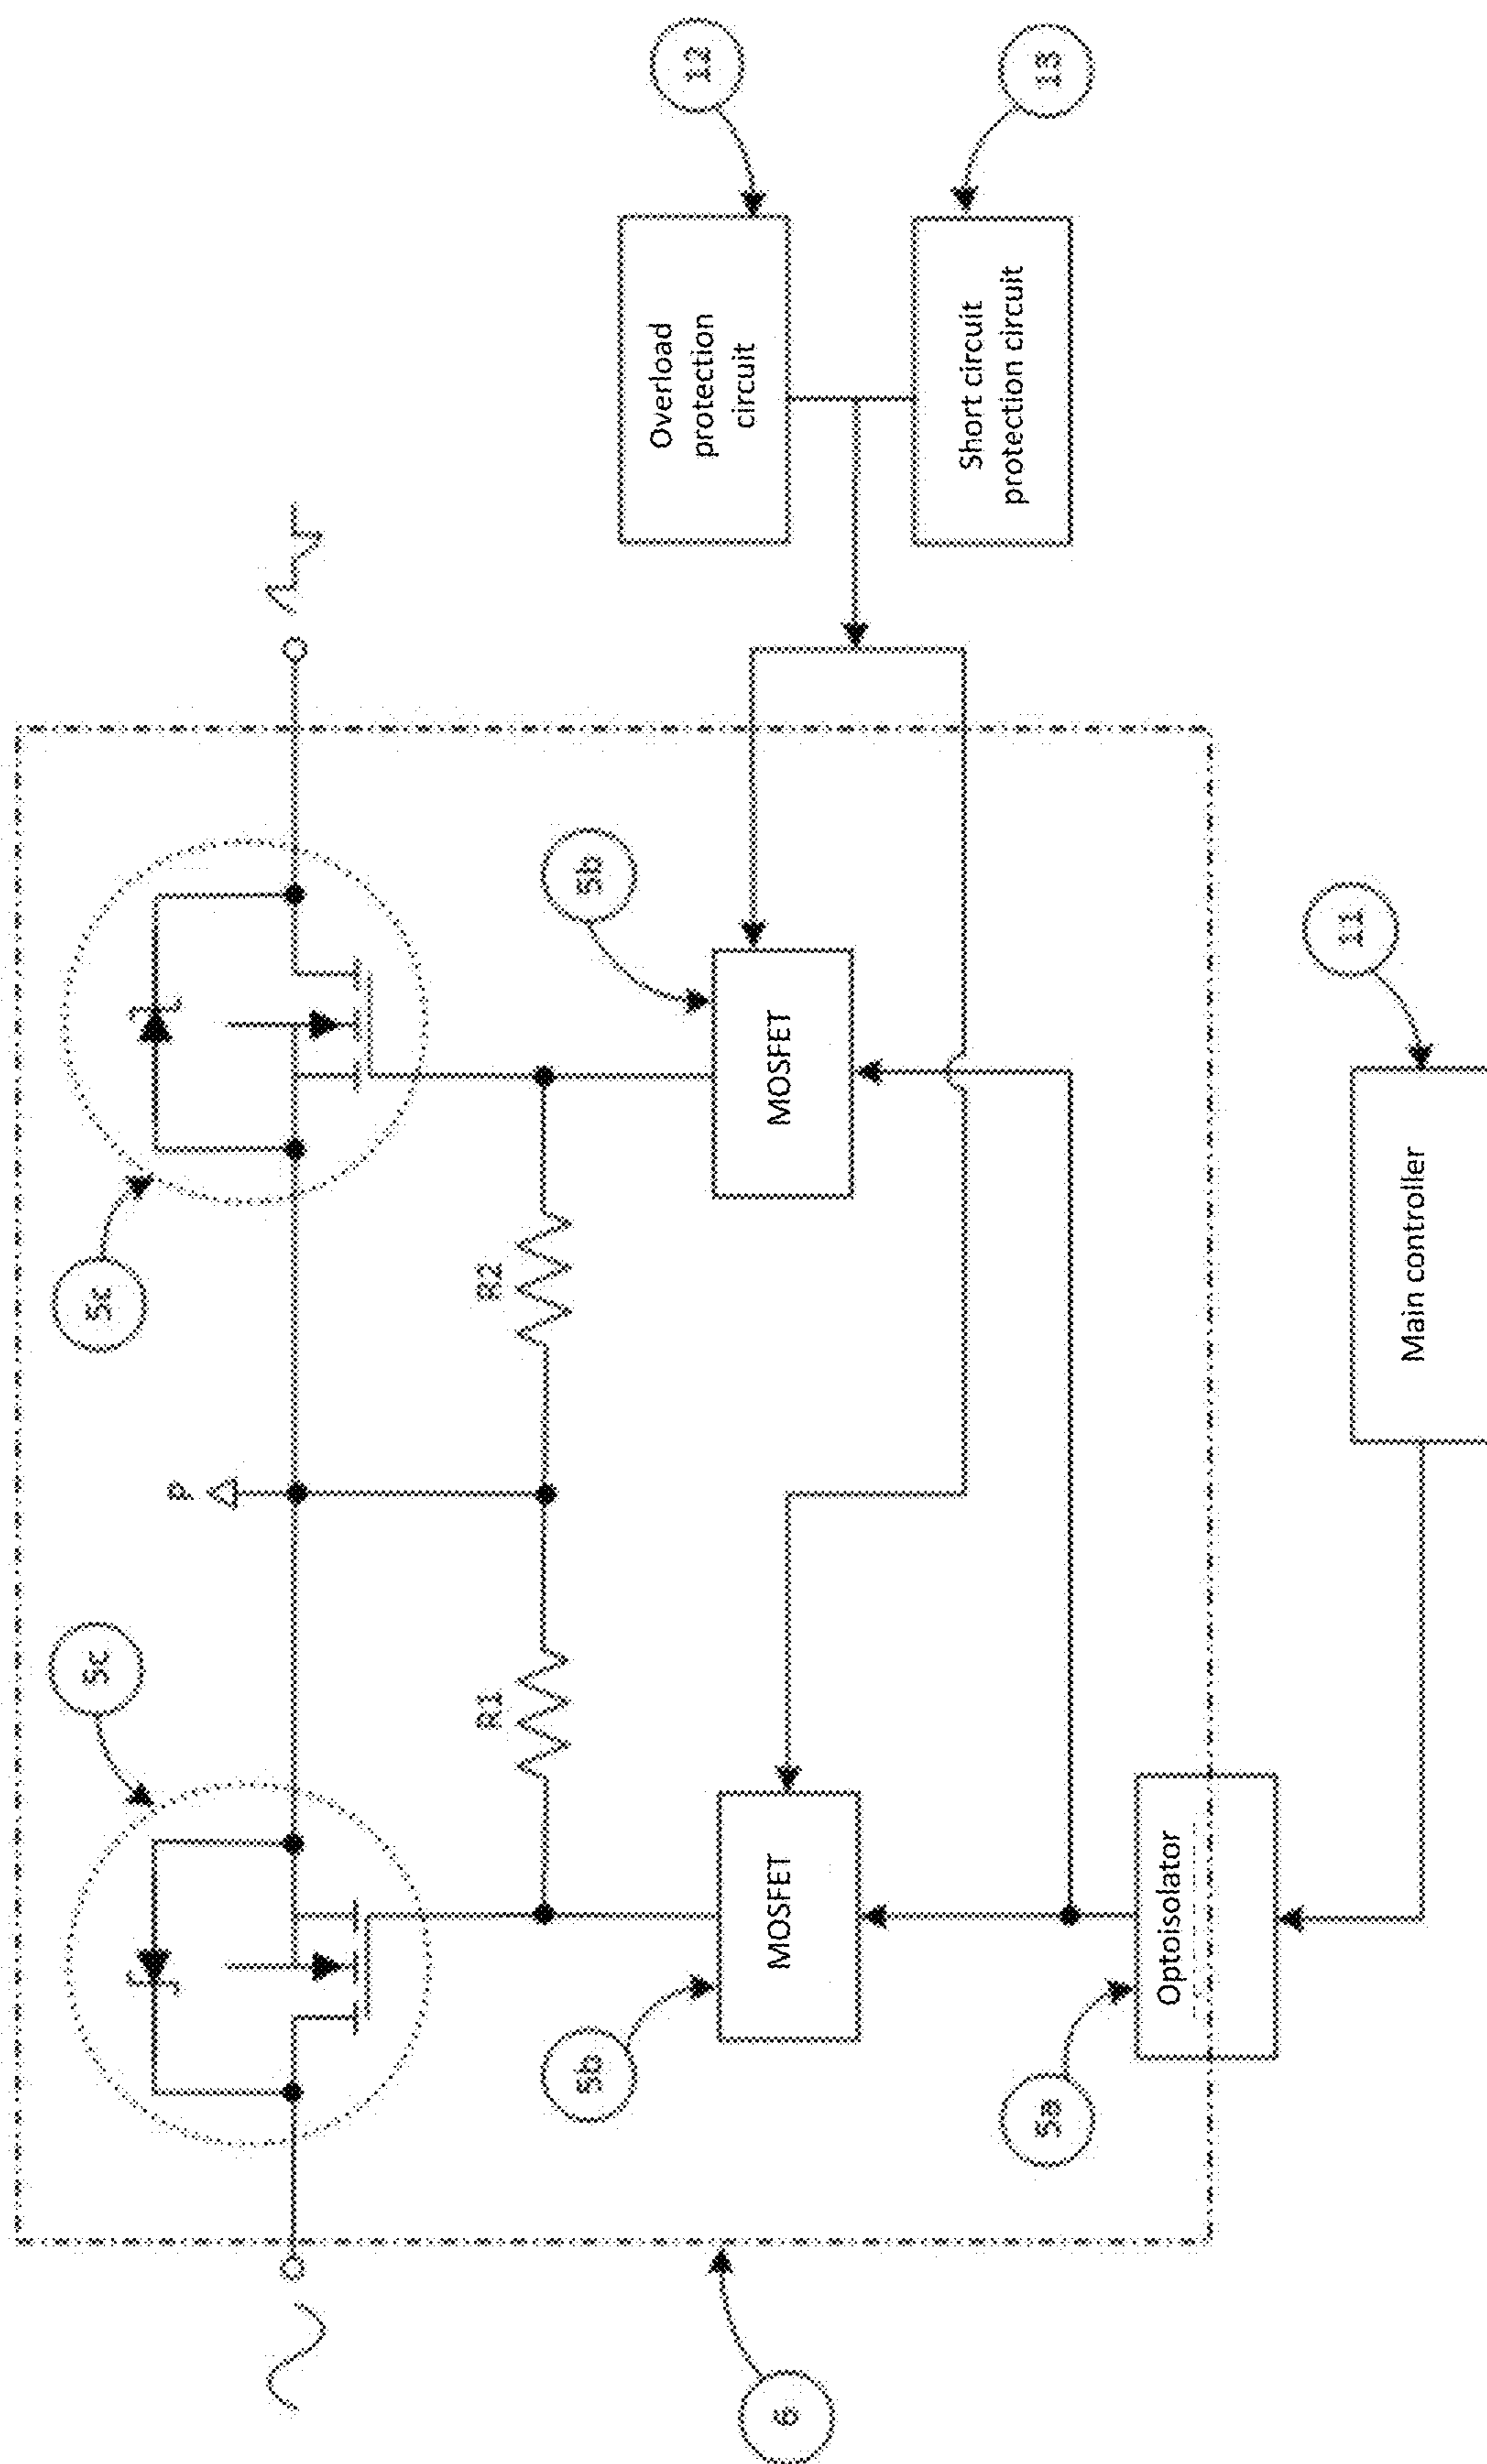 5c
5c
P
R1
R2
5b
MOSFET
5b
MOSFET
5a
Optoisolator
6
11
Main controller
12
Overload
protection
circuit
13
Short circuit
protection circuit